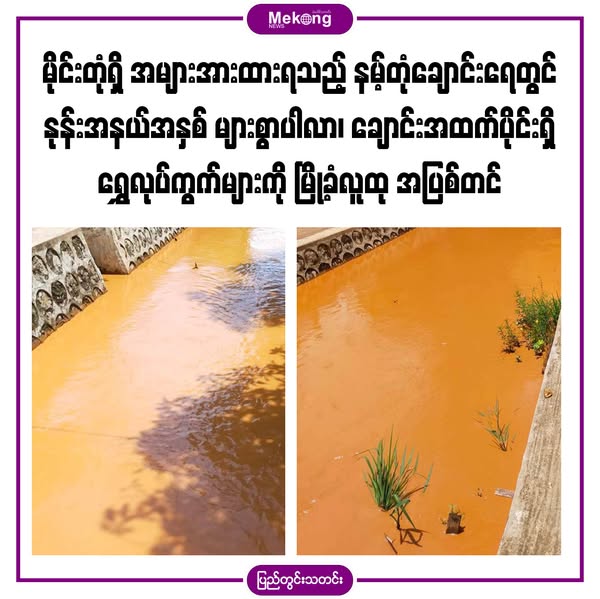 Mekong
NEWS
မိုင်းတုံရှိ အများအားထားရသည့် နမ့်တုံချောင်းရေတွင်
နုန်းအနယ်အနှစ် များစွာပါလာ၊ ချောင်းအထက်ပိုင်းရှိ
ရွှေလုပ်ကွက်များကို မြို့ခံလူထု အပြစ်တင်
ပြည်တွင်းသတင်း